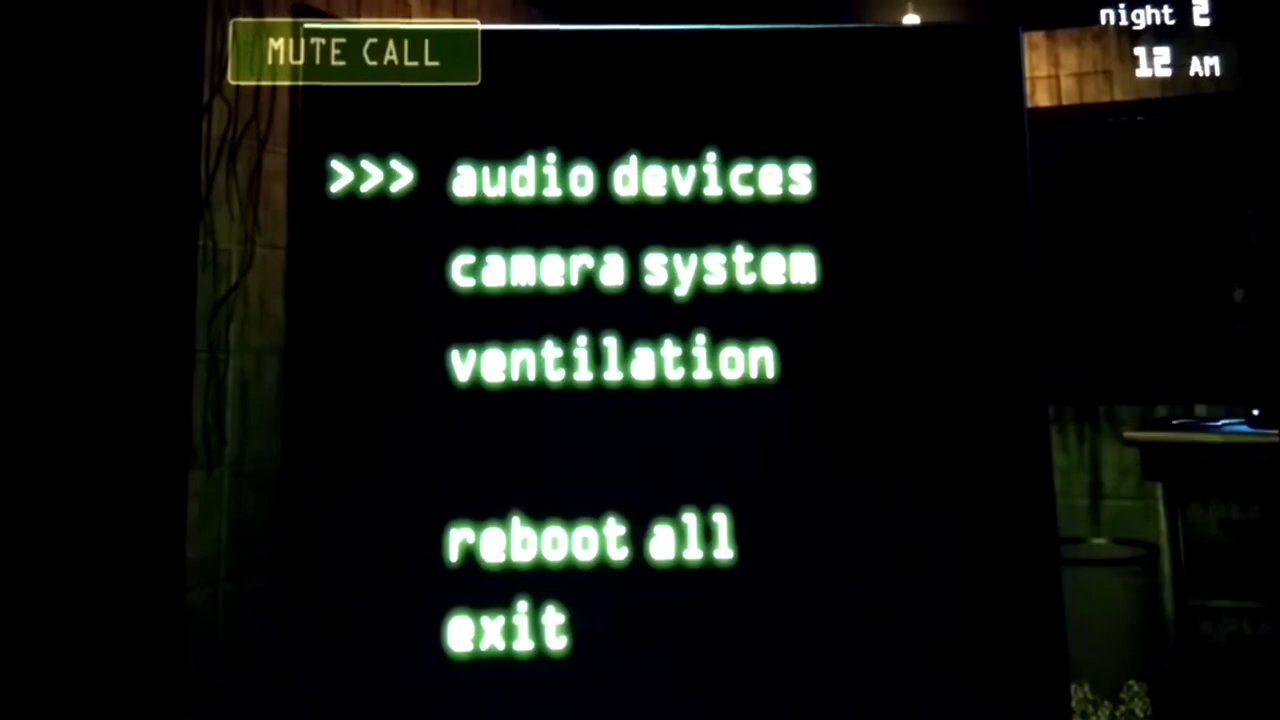 MUTE CALL
night 2
12 AM
>>> audio devices
camera system
ventilation
reboot all
exit